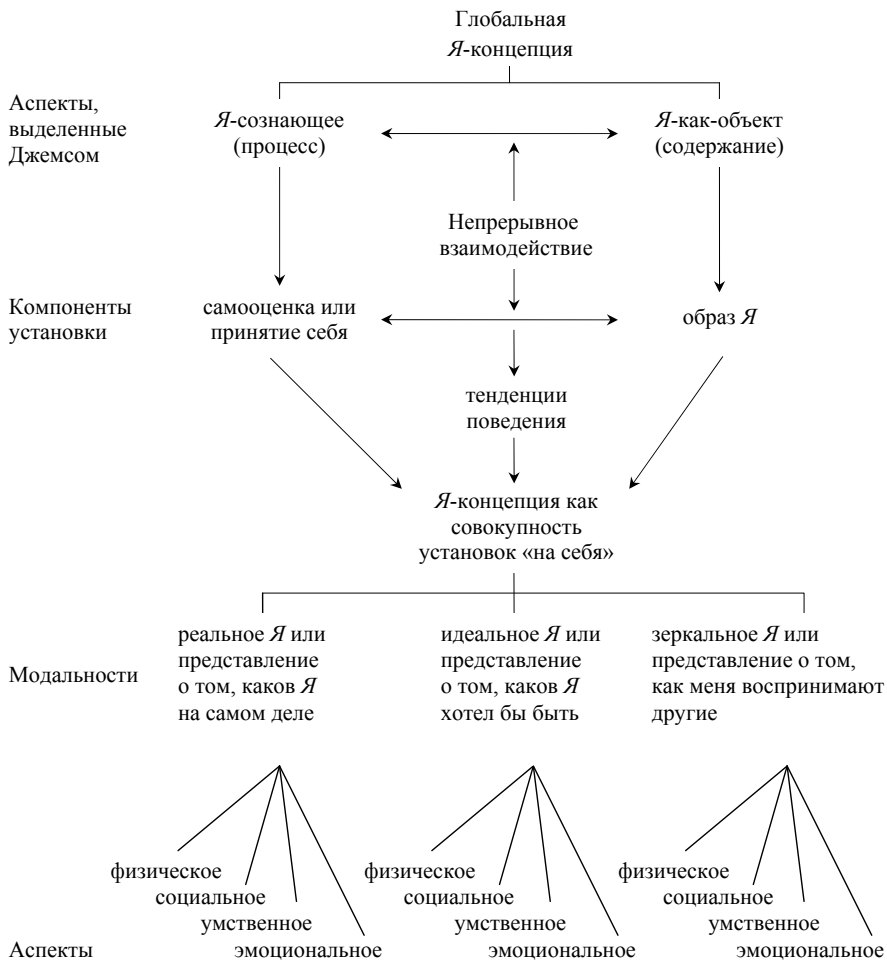 Глобальная
Я-концепция
Аспекты,
выделенные
Джемсом
Я-сознающее
(процесс)
Я-как-объект
(содержание)
Непрерывное
взаимодействие
Компоненты
установки
самооценка или
принятие себя
образ Я
тенденции
поведения
Я-концепция как
совокупность
установок «на себя»
Модальности
реальное Я или
представление
о том, каков Я
на самом деле
идеальное Я или
представление
о том, каков Я
хотел бы быть
зеркальное Я или
представление о том,
как меня воспринимают
другие
Аспекты
физическое
социальное
умственное
эмоциональное
физическое
социальное
умственное
эмоциональное
физическое
социальное
умственное
эмоциональное